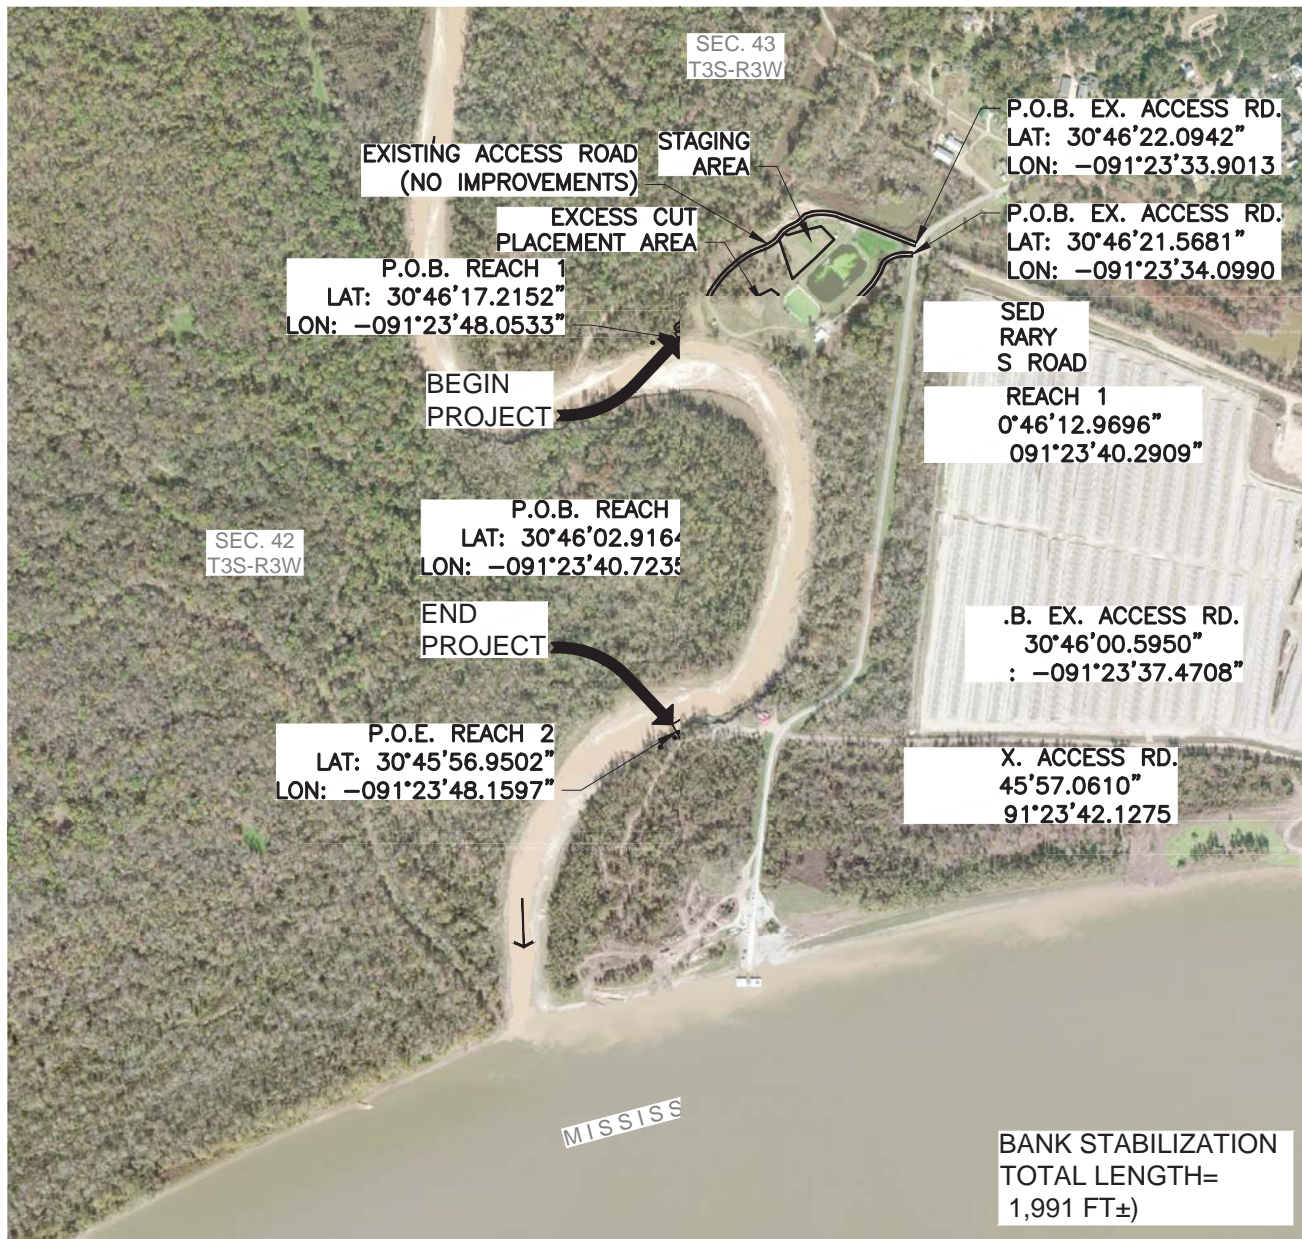 SEC. 43
T3S-R3W
P.O.B. EX. ACCESS RD.
LAT: 30°46'22.0942"
LON: -091°23'33.9013
EXISTING ACCESS ROAD
(NO IMPROVEMENTS)
STAGING
AREA
EXCESS CUT
PLACEMENT AREA
P.O.B. EX. ACCESS RD.
LAT: 30°46'21.5681"
LON: -091°23'34.0990
P.O.B. REACH 1
LAT: 30°46'17.2152"
LON: -091°23'48.0533"
SED
RARY
S ROAD
BEGIN
PROJECT
REACH 1
0°46'12.9696"
091°23'40.2909"
P.O.B. REACH
LAT: 30°46'02.9164
LON: -091°23'40.7235
SEC. 42
T3S-R3W
END
PROJECT
.B. EX. ACCESS RD.
30°46'00.5950"
: -091°23'37.4708"
P.O.E. REACH 2
LAT: 30°45'56.9502"
LON: -091°23'48.1597"
X. ACCESS RD.
45'57.0610"
91°23'42.1275
MISSISS
BANK STABILIZATION
TOTAL LENGTH=
1,991 FT±)